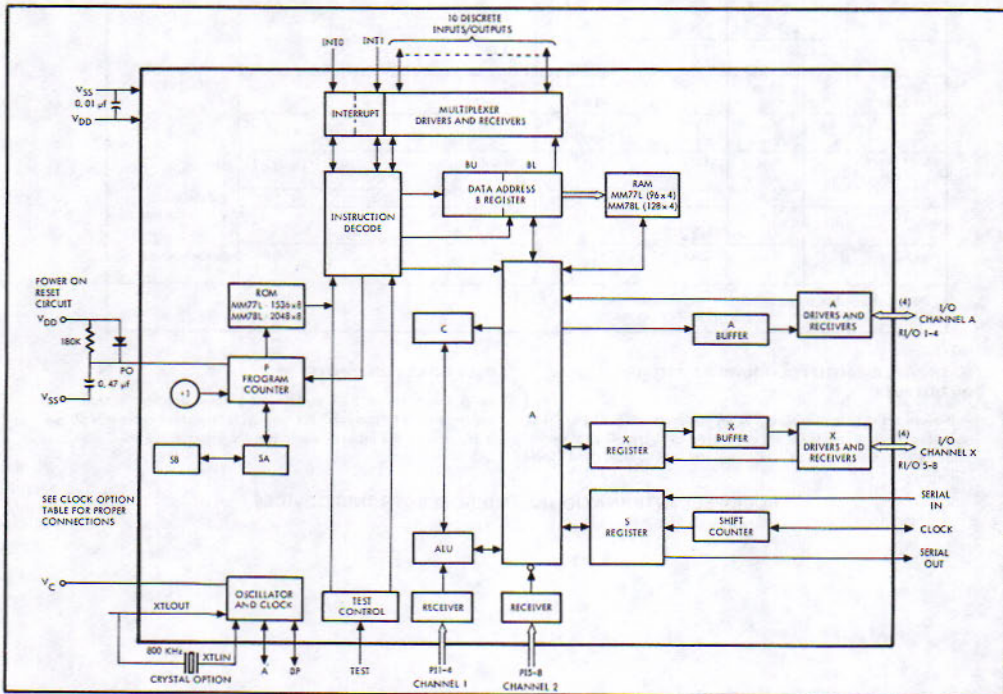 10 DISCRETE
INPUTS/OUTPUTS
INT0
INT1
VSS
0, 01 µf
VDD
INTERRUPT
MULTIPLEXER
DRIVERS AND RECEIVERS
BU
BL
DATA ADDRESS
B REGISTER
RAM
MM77L (96 x 4)
MM78L (128 x 4)
INSTRUCTION
DECODE
POWER ON
RESET
CIRCUIT
VDD
180K
PO
0, 47 µf
VSS
ROM
MM77L - 1536 x 8
MM78L - 2048 x 8
P
PROGRAM
COUNTER
+1
SB
SA
C
A
A
BUFFER
A
DRIVERS AND
RECEIVERS
(4)
I/O
CHANNEL A
RI/O 1-4
X
REGISTER
X
BUFFER
X
DRIVERS AND
RECEIVERS
(4)
I/O
CHANNEL X
RI/O 5-8
S
REGISTER
SHIFT
COUNTER
SERIAL
IN
CLOCK
SERIAL
OUT
SEE CLOCK OPTION
TABLE FOR PROPER
CONNECTIONS
ALU
VC
XTLOUT
OSCILLATOR
AND CLOCK
TEST
CONTROL
RECEIVER
RECEIVER
800 KHz
XTLIN
CRYSTAL OPTION
A
BP
TEST
PI1-4
CHANNEL 1
PI5-8
CHANNEL 2